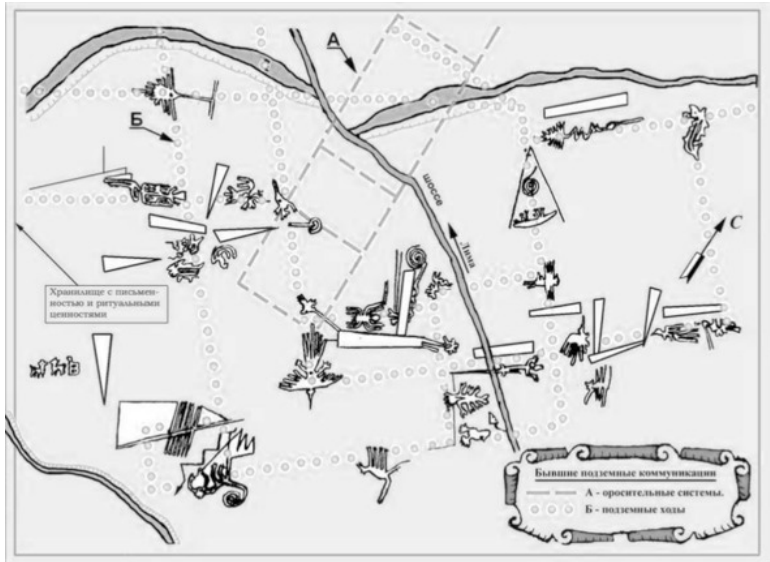 А
Б
шоссе
Лима
С
Хранилище с письмен-
ностью и ритуальными
ценностями
Бывшие подземные коммуникации
А - оросительные системы.
Б - подземные ходы